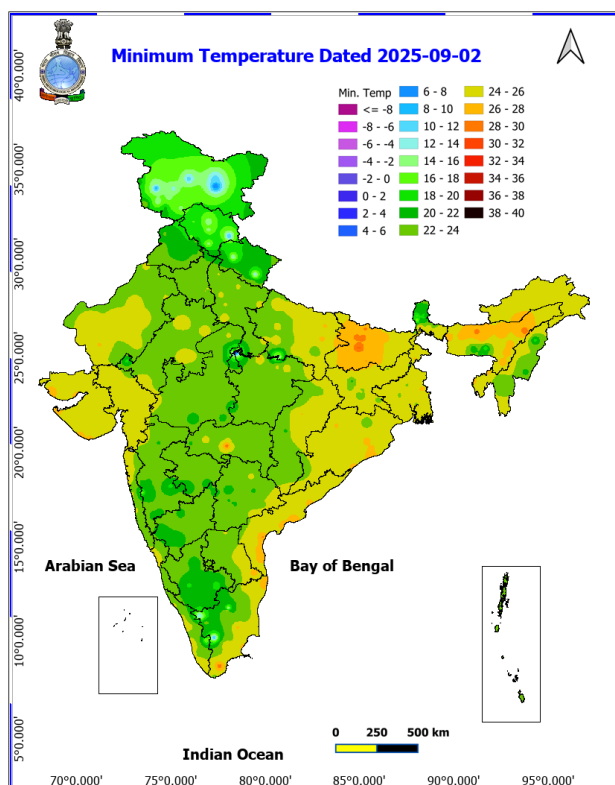 Minimum Temperature Dated 2025-09-02
Min. Temp
<= -8
-8 - -6
-6 - -4
-4 - -2
-2 - 0
0 - 2
2 - 4
4 - 6
6 - 8
8 - 10
10 - 12
12 - 14
14 - 16
16 - 18
18 - 20
20 - 22
22 - 24
24 - 26
26 - 28
28 - 30
30 - 32
32 - 34
34 - 36
36 - 38
38 - 40
40°0.000'
35°0.000'
30°0.000'
25°0.000'
20°0.000'
15°0.000'
10°0.000'
5°0.000'
Arabian Sea
Bay of Bengal
Indian Ocean
0 250 500 km
70°0.000' 75°0.000' 80°0.000' 85°0.000' 90°0.000' 95°0.000'